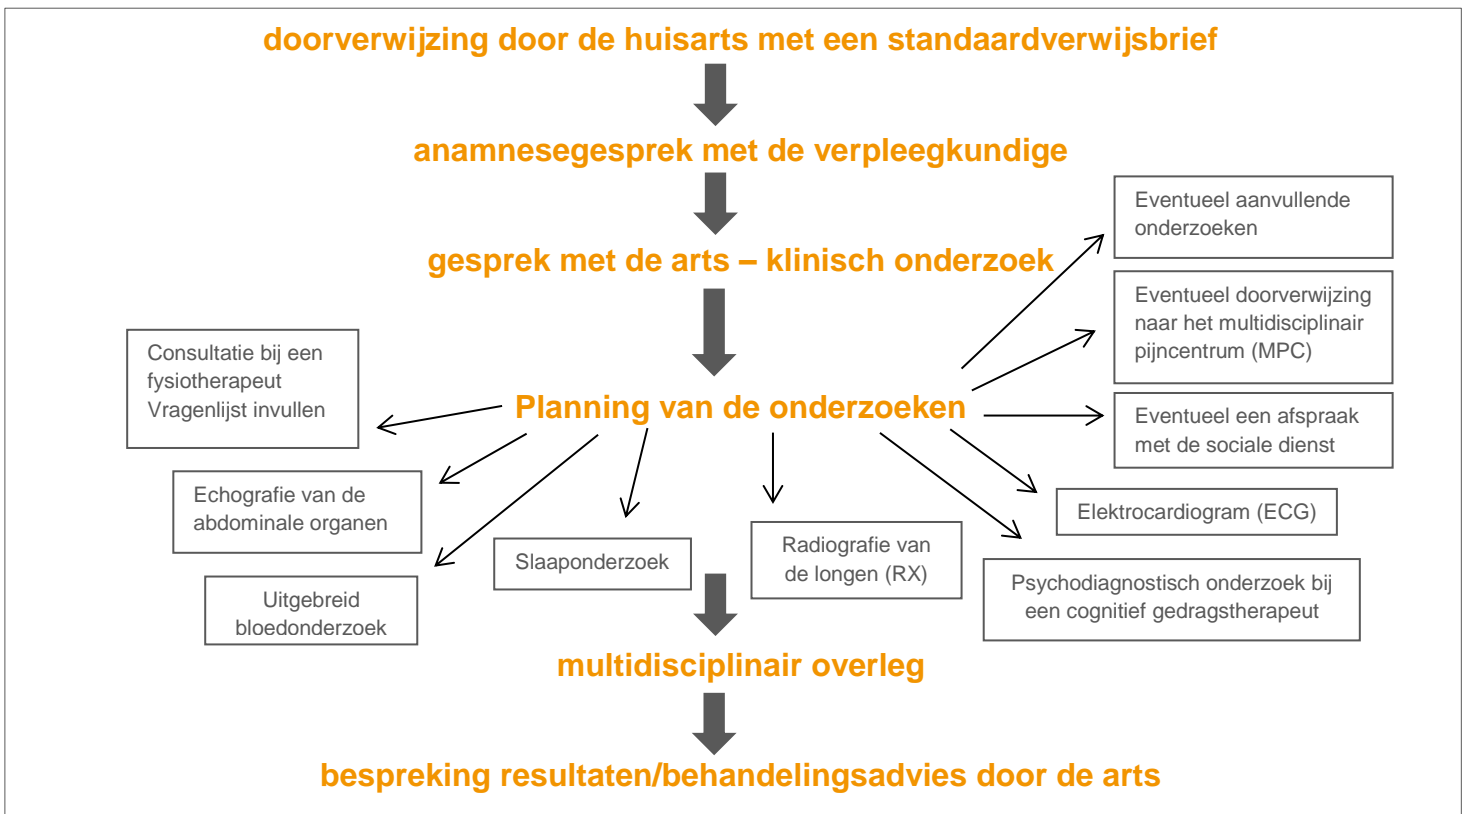 doorverwijzing door de huisarts met een standaardverwijsbrief
anamnesegesprek met de verpleegkundige
gesprek met de arts – klinisch onderzoek
Eventueel aanvullende
onderzoeken
Eventueel doorverwijzing
naar het multidisciplinair
pijncentrum (MPC)
Consultatie bij een
fysiotherapeut
Vragenlijst invullen
Planning van de onderzoeken
Eventueel een afspraak
met de sociale dienst
Echografie van de
abdominale organen
Elektrocardiogram (ECG)
Slaaponderzoek
Radiografie van
de longen (RX)
Uitgebreid
bloedonderzoek
Psychodiagnostisch onderzoek bij
een cognitief gedragstherapeut
multidisciplinair overleg
bespreking resultaten/behandelingsadvies door de arts